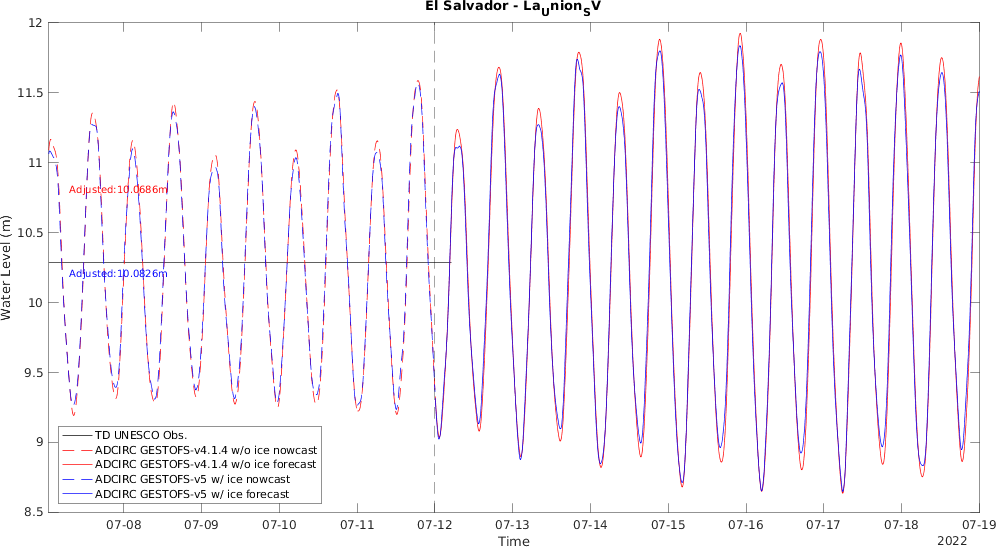 El Salvador - LaUnionSV
12
11.5
11
10.5
10
9.5
9
8.5
Water Level (m)
Adjusted:10.0686m
Adjusted:10.0826m
TD UNESCO Obs.
ADCIRC GESTOFS-v4.1.4 w/o ice nowcast
ADCIRC GESTOFS-v4.1.4 w/o ice forecast
ADCIRC GESTOFS-v5 w/ ice nowcast
ADCIRC GESTOFS-v5 w/ ice forecast
07-08 07-09 07-10 07-11 07-12 07-13 07-14 07-15 07-16 07-17 07-18 07-19
Time
2022